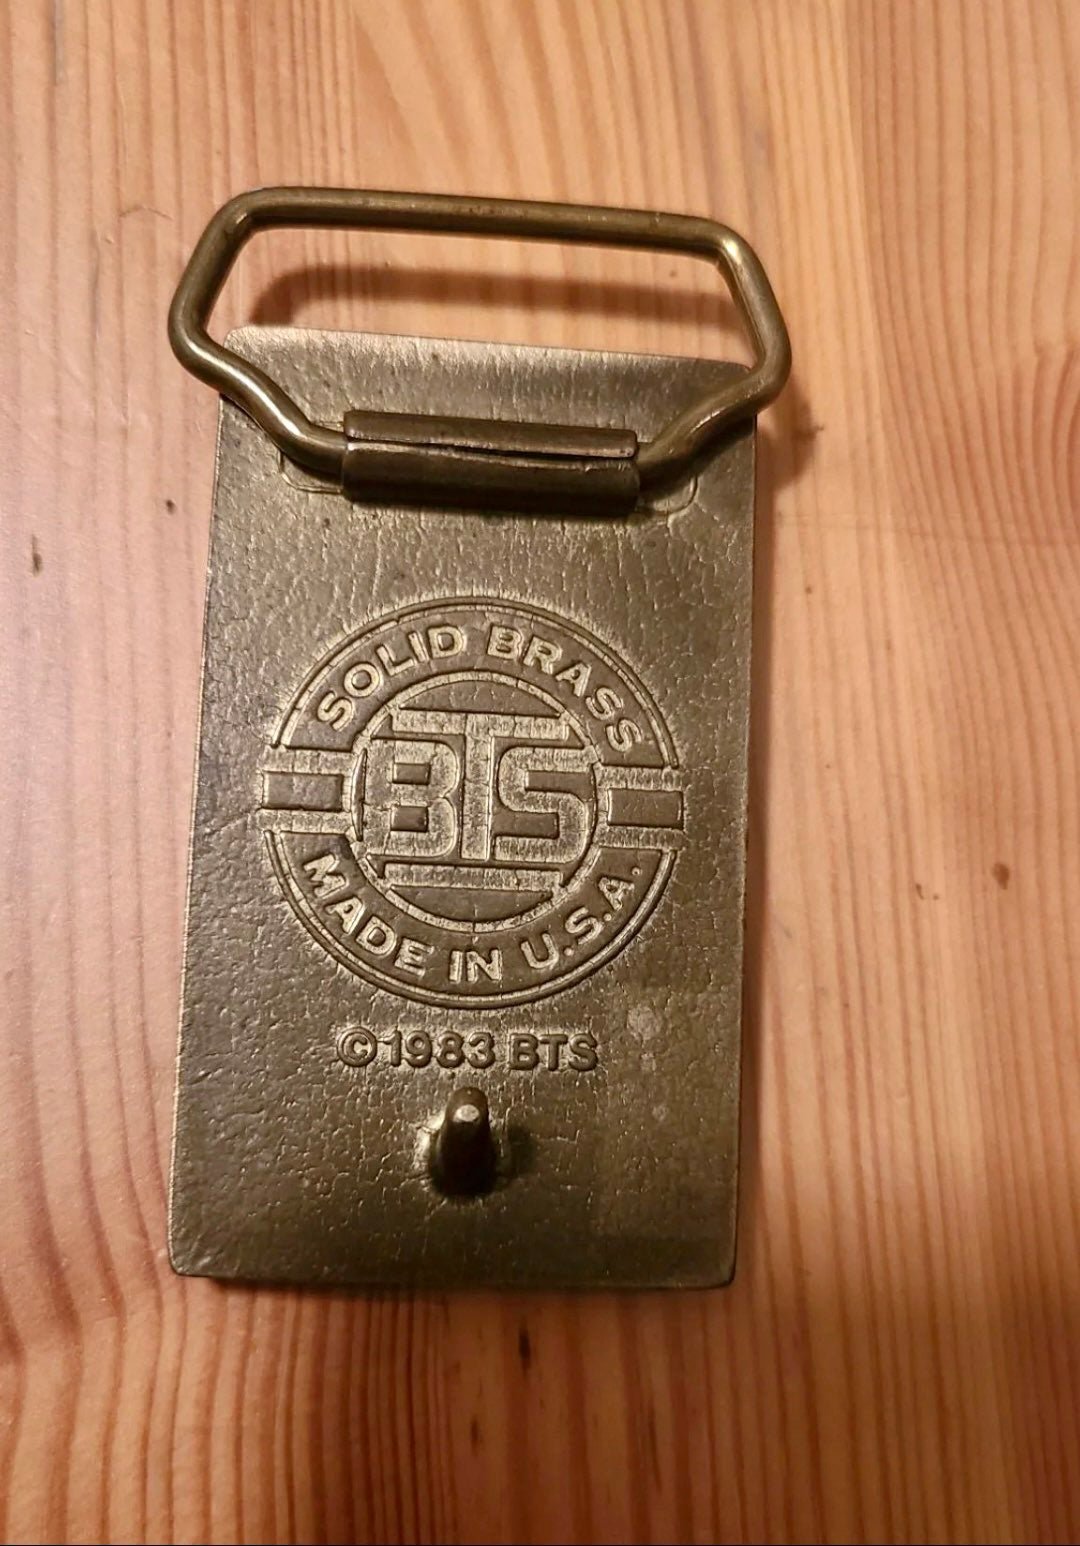 SOLID BRASS
BTS
MADE IN U.S.A.
©1983 BTS